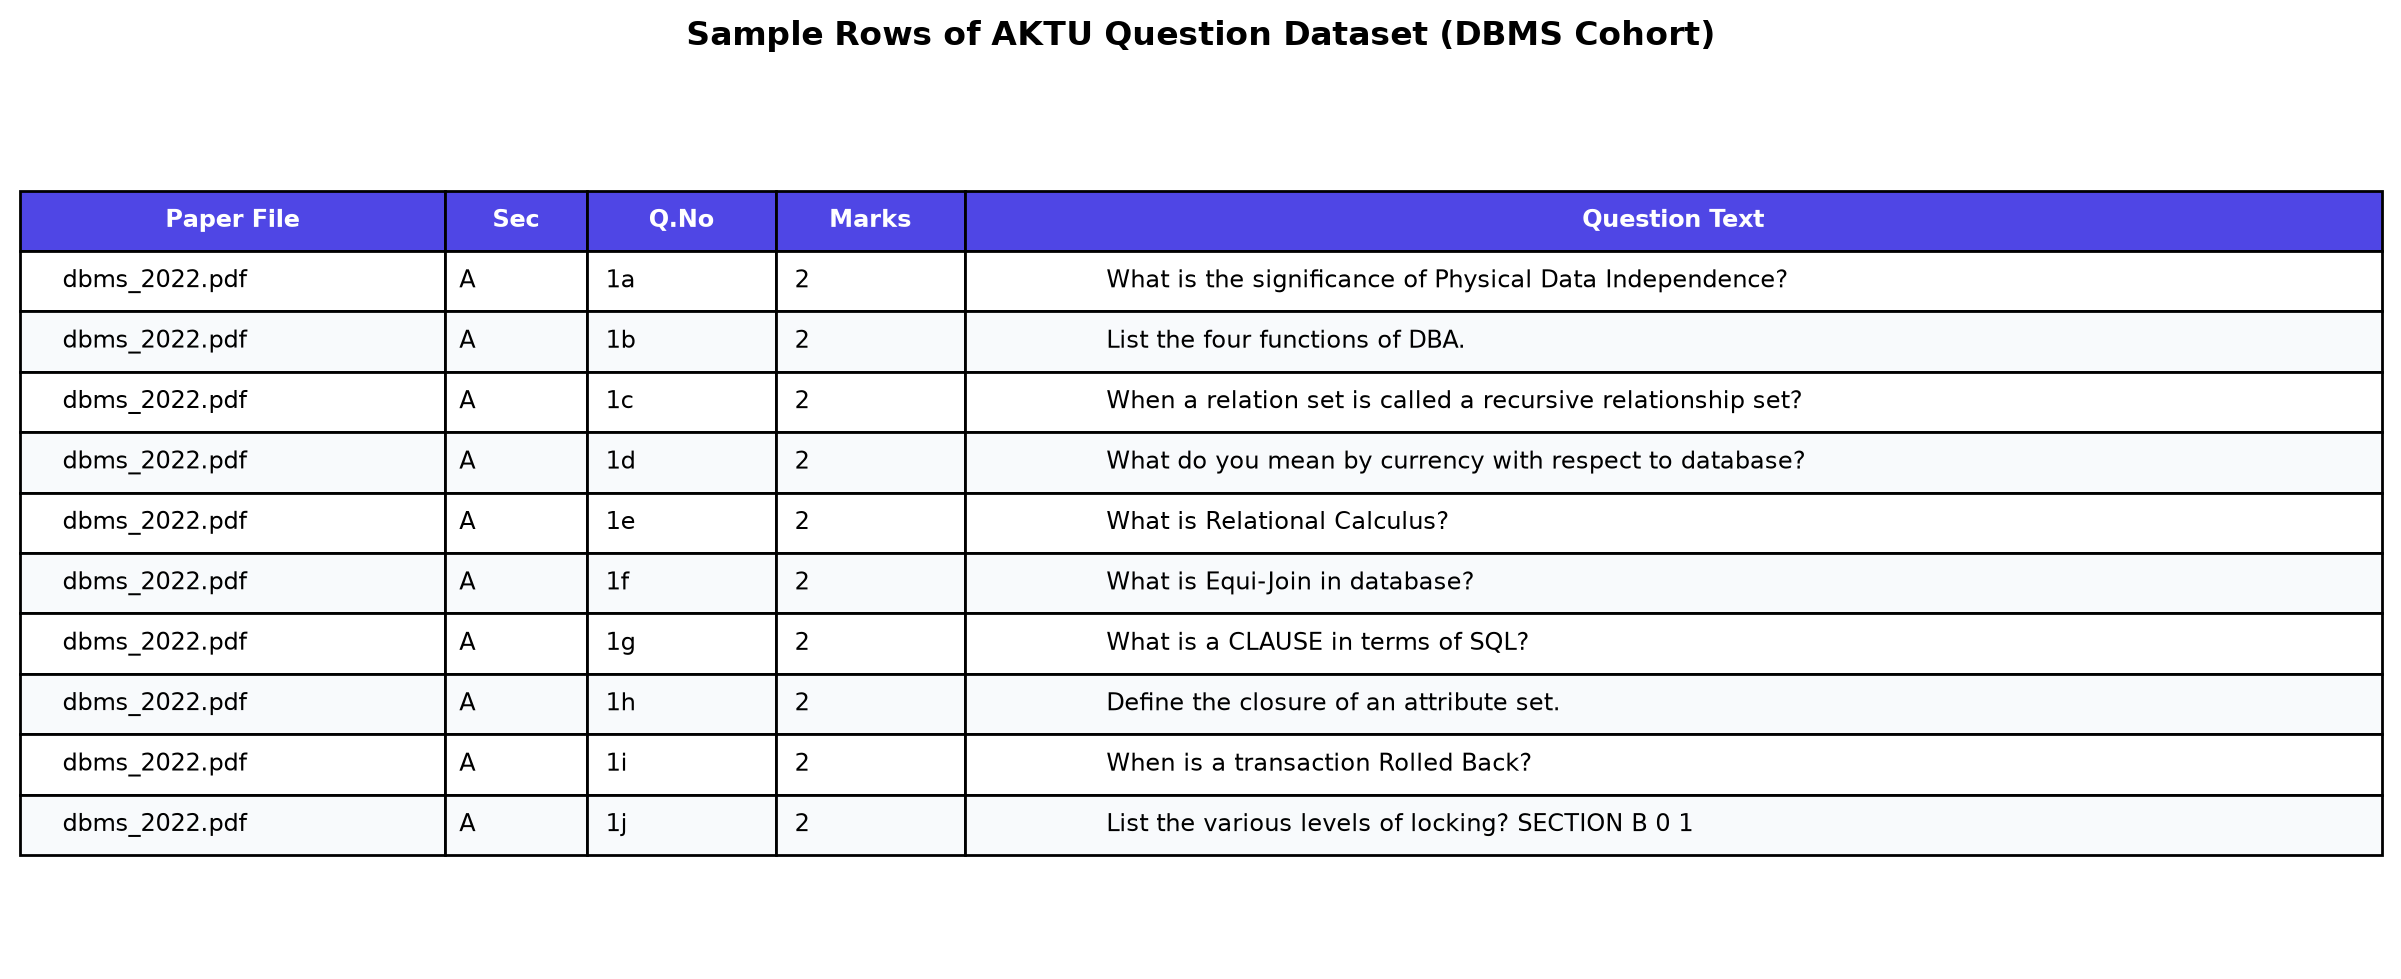 Sample Rows of AKTU Question Dataset (DBMS Cohort)
Paper File Sec Q.No Marks Question Text
dbms_2022.pdf A 1a 2 What is the significance of Physical Data Independence?
dbms_2022.pdf A 1b 2 List the four functions of DBA.
dbms_2022.pdf A 1c 2 When a relation set is called a recursive relationship set?
dbms_2022.pdf A 1d 2 What do you mean by currency with respect to database?
dbms_2022.pdf A 1e 2 What is Relational Calculus?
dbms_2022.pdf A 1f 2 What is Equi-Join in database?
dbms_2022.pdf A 1g 2 What is a CLAUSE in terms of SQL?
dbms_2022.pdf A 1h 2 Define the closure of an attribute set.
dbms_2022.pdf A 1i 2 When is a transaction Rolled Back?
dbms_2022.pdf A 1j 2 List the various levels of locking? SECTION B 0 1